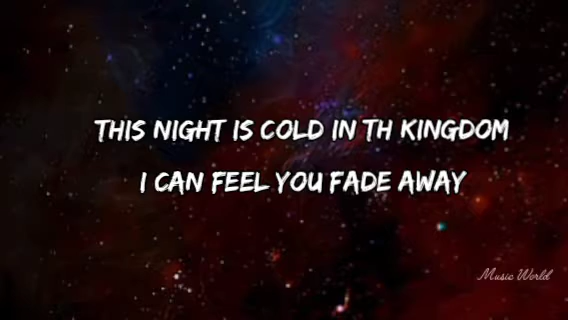 THIS NIGHT IS COLD IN TH KINGDOM
I CAN FEEL YOU FADE AWAY
Music World